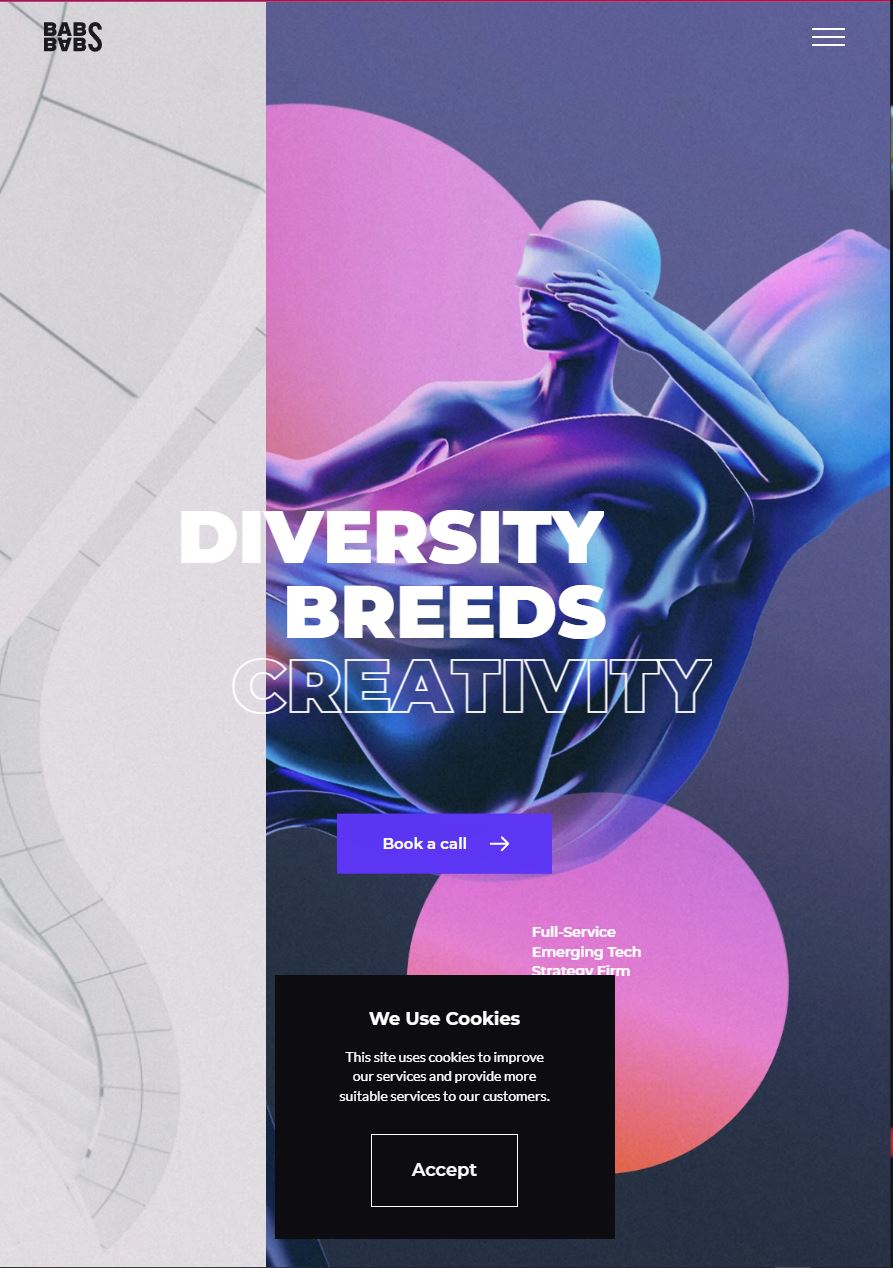 BABS
BABS
DIVERSITY
BREEDS
CREATIVITY
Book a call
Full-Service
Emerging Tech
Strategy Firm
We Use Cookies
This site uses cookies to improve
our services and provide more
suitable services to our customers.
Accept